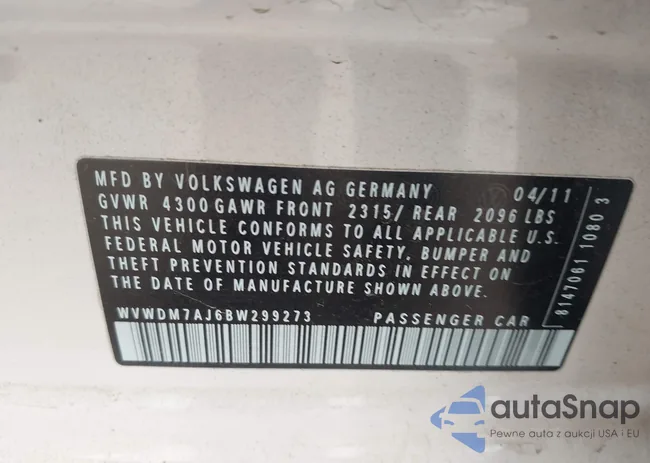 MFD BY VOLKSWAGEN AG GERMANY 04/11
GVWR 4300 GAWR FRONT 2315/ REAR 2096 LBS
THIS VEHICLE CONFORMS TO ALL APPLICABLE U.S.
FEDERAL MOTOR VEHICLE SAFETY, BUMPER AND
THEFT PREVENTION STANDARDS IN EFFECT ON
THE DATE OF MANUFACTURE SHOWN ABOVE.
WVWDM7AJ6BW299273 PASSENGER CAR
8147061 1080 3
autaSnap
Pewne auta z aukcji USA i EU